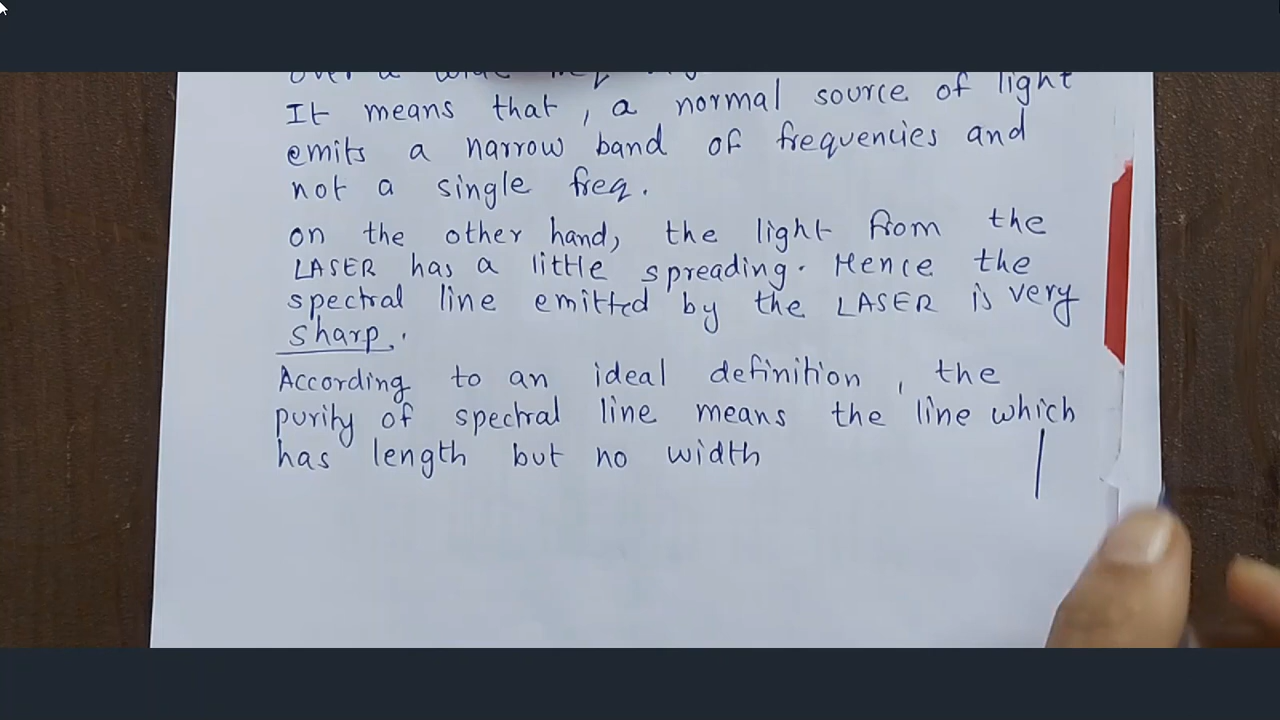 over a
It means that, a normal source of light
emits a narrow band of frequencies and
not a single freq.
on the other hand, the light from the
LASER has a little spreading. Hence the
spectral line emitted by the LASER is very
sharp.
According to an ideal definition, the
purity of spectral line means the line which
has length but no width